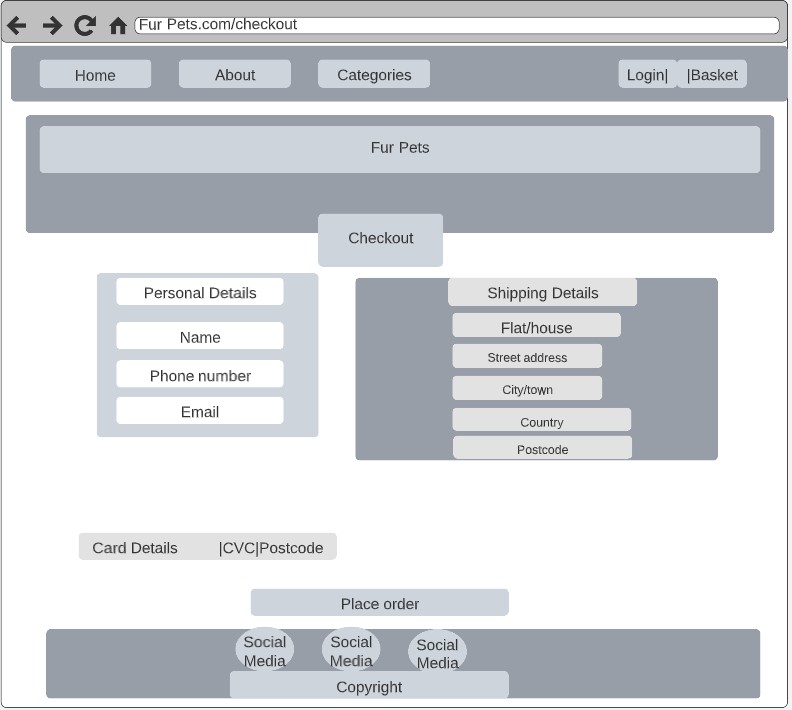 Fur Pets.com/checkout
Home
About
Categories
Login|
|Basket
Fur Pets
Checkout
Personal Details
Name
Phone number
Email
Shipping Details
Flat/house
Street address
City/town
Country
Postcode
Card Details |CVC|Postcode
Place order
Social
Media
Social
Media
Social
Media
Copyright